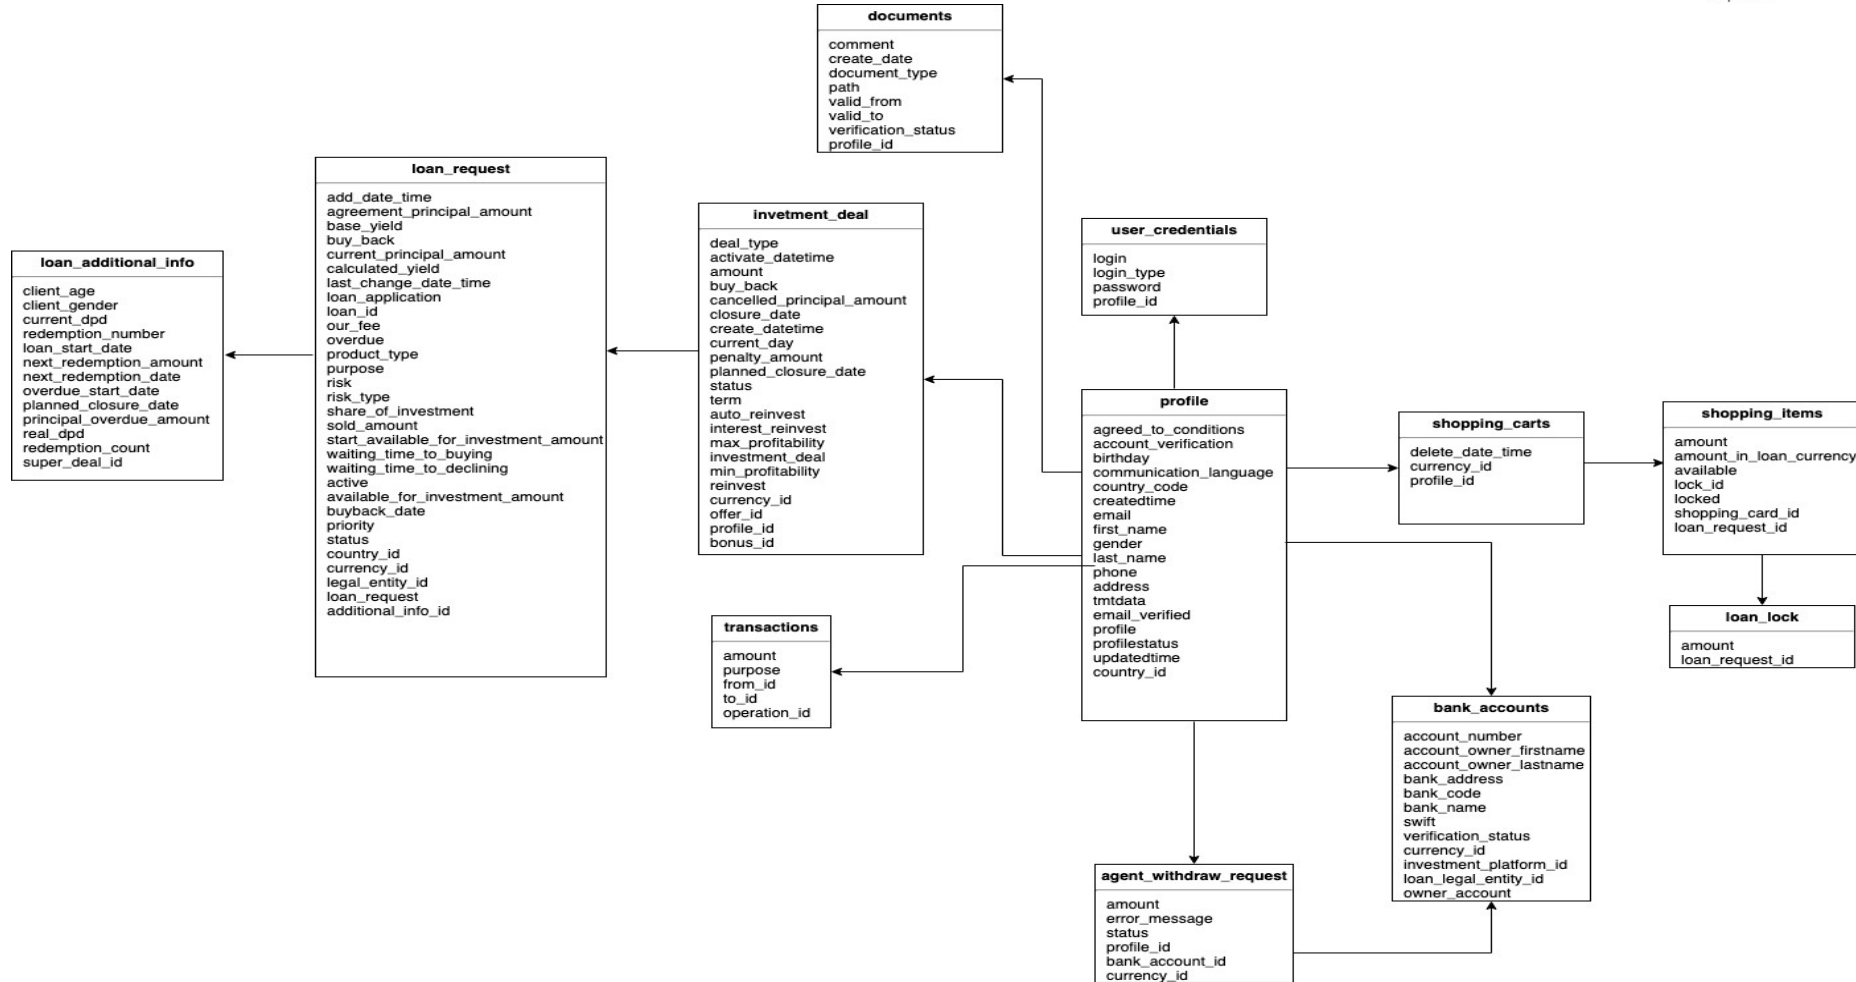 documents
comment
create_date
document_type
path
valid_from
valid_to
verification_status
profile_id
loan_request
add_date_time
agreement_principal_amount
base_yield
buy_back
current_principal_amount
calculated_yield
last_change_date_time
loan_application
loan_id
our_fee
overdue
product_type
purpose
risk
risk_type
share_of_investment
sold_amount
start_available_for_investment_amount
waiting_time_to_buying
waiting_time_to_declining
active
available_for_investment_amount
buyback_date
priority
status
country_id
currency_id
legal_entity_id
loan_request
additional_info_id
invetment_deal
deal_type
activate_datetime
amount
buy_back
cancelled_principal_amount
closure_date
create_datetime
current_day
penalty_amount
planned_closure_date
status
term
auto_reinvest
interest_reinvest
max_profitability
investment_deal
min_profitability
reinvest
currency_id
offer_id
profile_id
bonus_id
user_credentials
login
login_type
password
profile_id
loan_additional_info
client_age
client_gender
current_dpd
redemption_number
loan_start_date
next_redemption_amount
next_redemption_date
overdue_start_date
planned_closure_date
principal_overdue_amount
real_dpd
redemption_count
super_deal_id
profile
agreed_to_conditions
account_verification
birthday
communication_language
country_code
createdtime
email
first_name
gender
last_name
phone
address
tmtdata
email_verified
profile
profilestatus
updatedtime
country_id
shopping_carts
delete_date_time
currency_id
profile_id
shopping_items
amount
amount_in_loan_currency
available
lock_id
locked
shopping_card_id
loan_request_id
loan_lock
amount
loan_request_id
transactions
amount
purpose
from_id
to_id
operation_id
bank_accounts
account_number
account_owner_firstname
account_owner_lastname
bank_address
bank_code
bank_name
swift
verification_status
currency_id
investment_platform_id
loan_legal_entity_id
owner_account
agent_withdraw_request
amount
error_message
status
profile_id
bank_account_id
currency_id